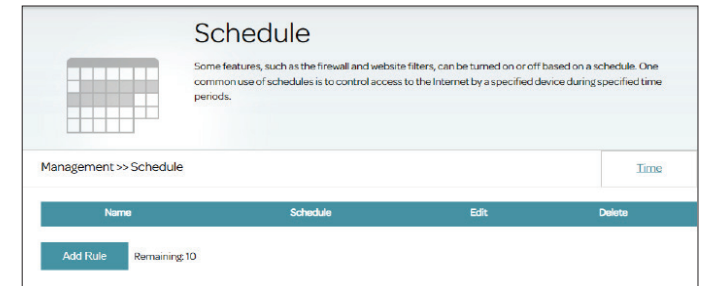 Schedule
Some features, such as the firewall and website filters, can be turned on or off based on a schedule. One
common use of schedules is to control access to the Internet by a specified device during specified time
periods.
Management >> Schedule
Time
Name Schedule Edit Delete
Add Rule Remaining: 10